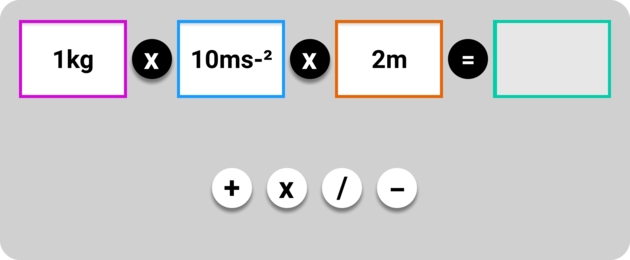 1kg x 10ms-² x 2m =
+ x / −